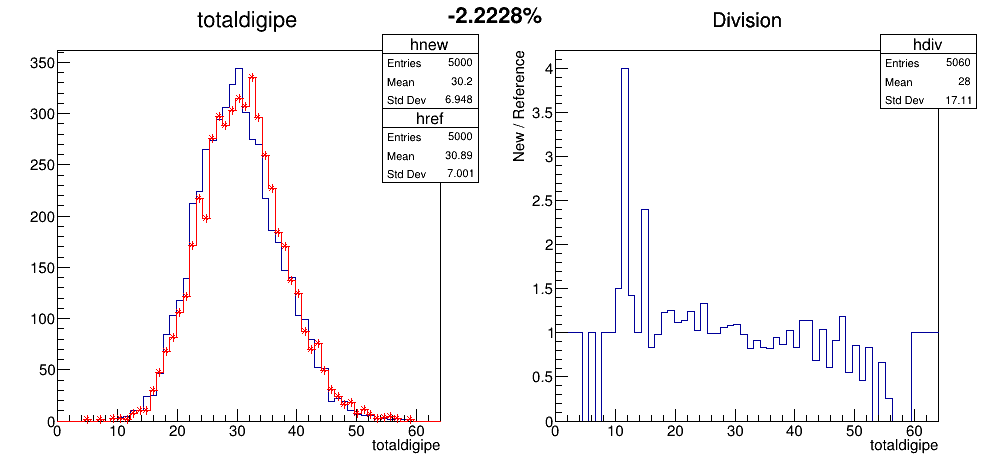 -2.2228%
totaldigipe
hnew
Entries 5000
Mean 30.2
Std Dev 6.948
href
Entries 5000
Mean 30.89
Std Dev 7.001
350
300
250
200
150
100
50
0
0 10 20 30 40 50 60
totaldigipe
Division
hdiv
Entries 5060
Mean 28
Std Dev 17.11
New / Reference
4
3.5
3
2.5
2
1.5
1
0.5
0
0 10 20 30 40 50 60
totaldigipe